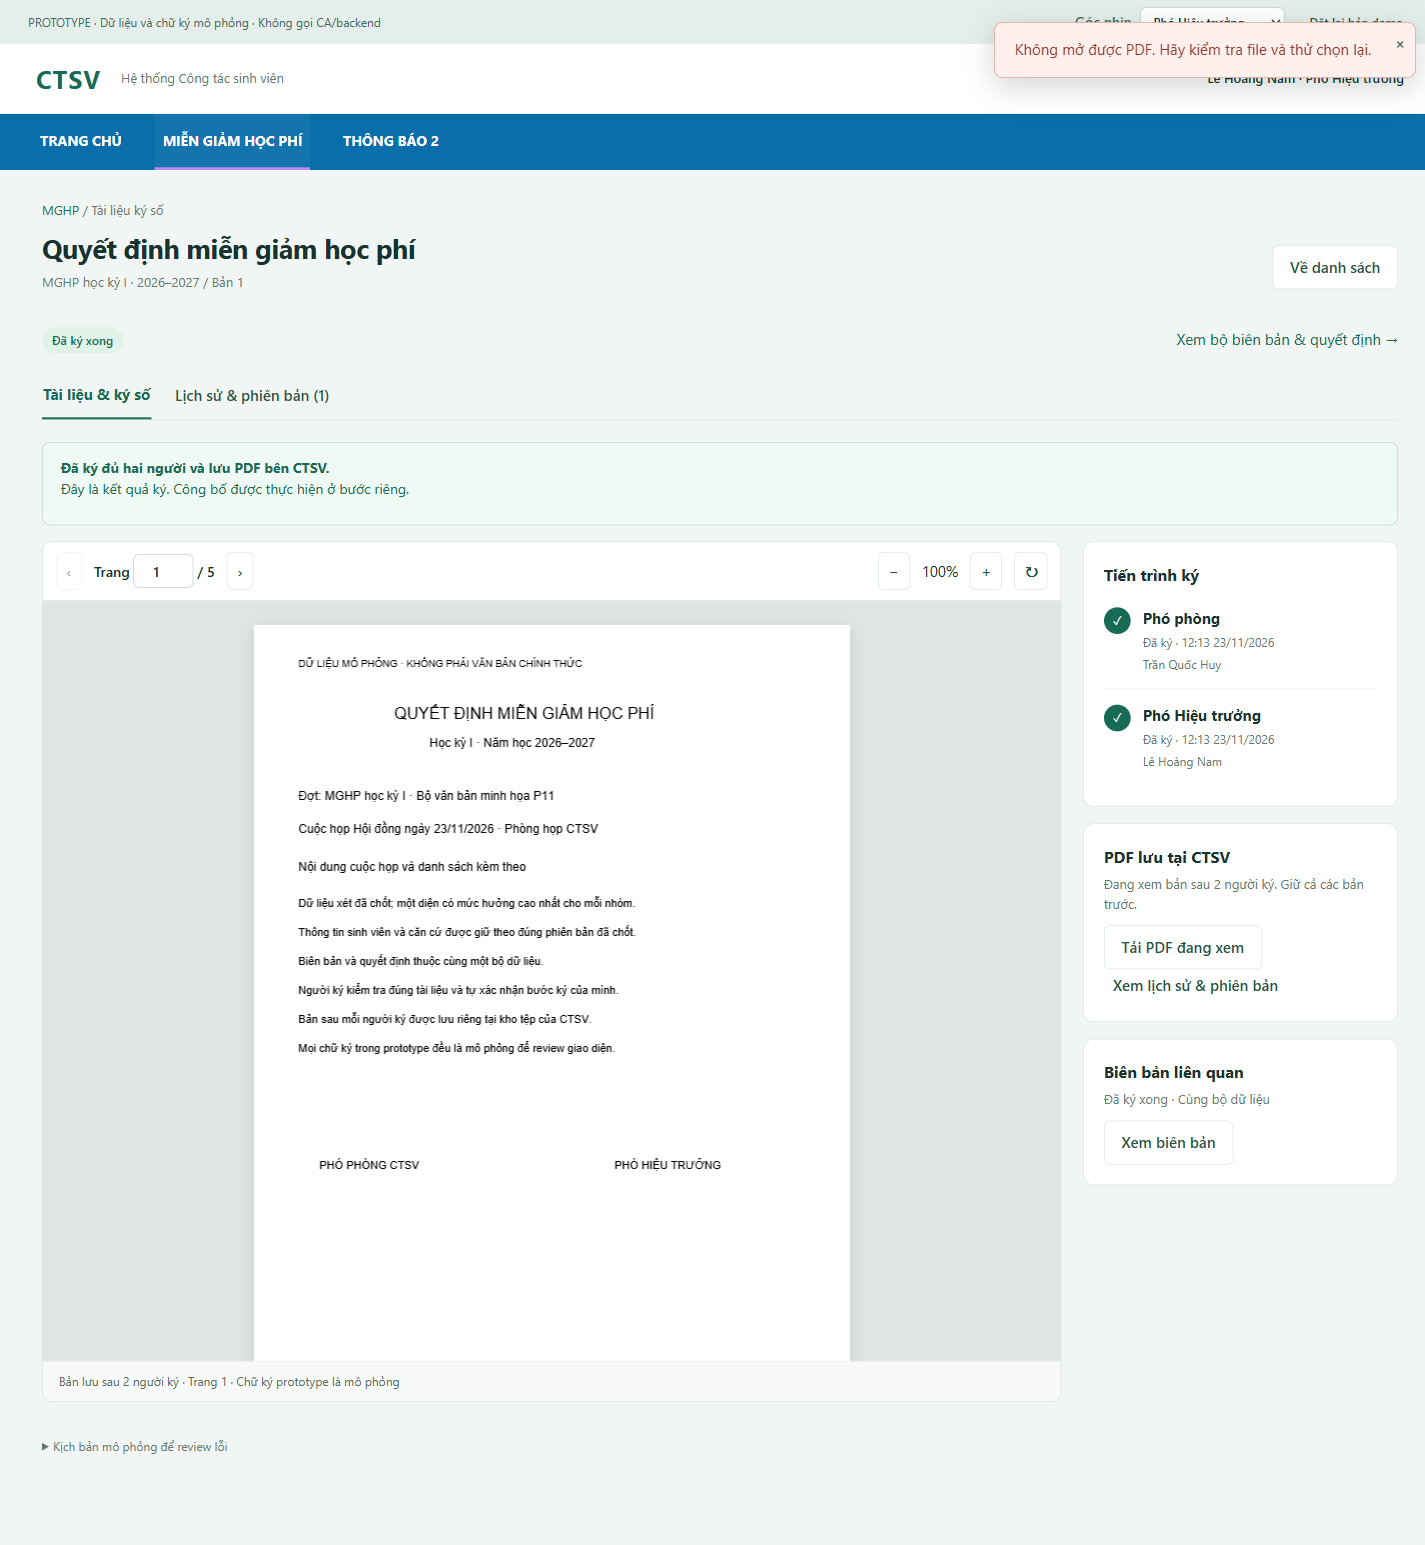 PROTOTYPE · Dữ liệu và chữ ký mô phỏng · Không gọi CA/backend
Không mở được PDF. Hãy kiểm tra file và thử chọn lại.
×
CTSV
Hệ thống Công tác sinh viên
Lê Hoàng Nam · Phó Hiệu trưởng
TRANG CHỦ
MIỄN GIẢM HỌC PHÍ
THÔNG BÁO 2
MGHP / Tài liệu ký số
Quyết định miễn giảm học phí
MGHP học kỳ I · 2026–2027 / Bản 1
Về danh sách
Đã ký xong
Xem bộ biên bản & quyết định →
Tài liệu & ký số
Lịch sử & phiên bản (1)
Đã ký đủ hai người và lưu PDF bên CTSV.
Đây là kết quả ký. Công bố được thực hiện ở bước riêng.
‹ Trang 1 / 5 ›
− 100% + ↻
DỮ LIỆU MÔ PHỎNG · KHÔNG PHẢI VĂN BẢN CHÍNH THỨC
QUYẾT ĐỊNH MIỄN GIẢM HỌC PHÍ
Học kỳ I · Năm học 2026–2027
Đợt: MGHP học kỳ I · Bộ văn bản minh họa P11
Cuộc họp Hội đồng ngày 23/11/2026 · Phòng họp CTSV
Nội dung cuộc họp và danh sách kèm theo
Dữ liệu xét đã chốt; một diện có mức hưởng cao nhất cho mỗi nhóm.
Thông tin sinh viên và căn cứ được giữ theo đúng phiên bản đã chốt.
Biên bản và quyết định thuộc cùng một bộ dữ liệu.
Người ký kiểm tra đúng tài liệu và tự xác nhận bước ký của mình.
Bản sau mỗi người ký được lưu riêng tại kho tệp của CTSV.
Mọi chữ ký trong prototype đều là mô phỏng để review giao diện.
PHÓ PHÒNG CTSV
PHÓ HIỆU TRƯỞNG
Bản lưu sau 2 người ký · Trang 1 · Chữ ký prototype là mô phỏng
Tiến trình ký
✓ Phó phòng
Đã ký · 12:13 23/11/2026
Trần Quốc Huy
✓ Phó Hiệu trưởng
Đã ký · 12:13 23/11/2026
Lê Hoàng Nam
PDF lưu tại CTSV
Đang xem bản sau 2 người ký. Giữ cả các bản
trước.
Tải PDF đang xem
Xem lịch sử & phiên bản
Biên bản liên quan
Đã ký xong · Cùng bộ dữ liệu
Xem biên bản
Kịch bản mô phỏng để review lỗi